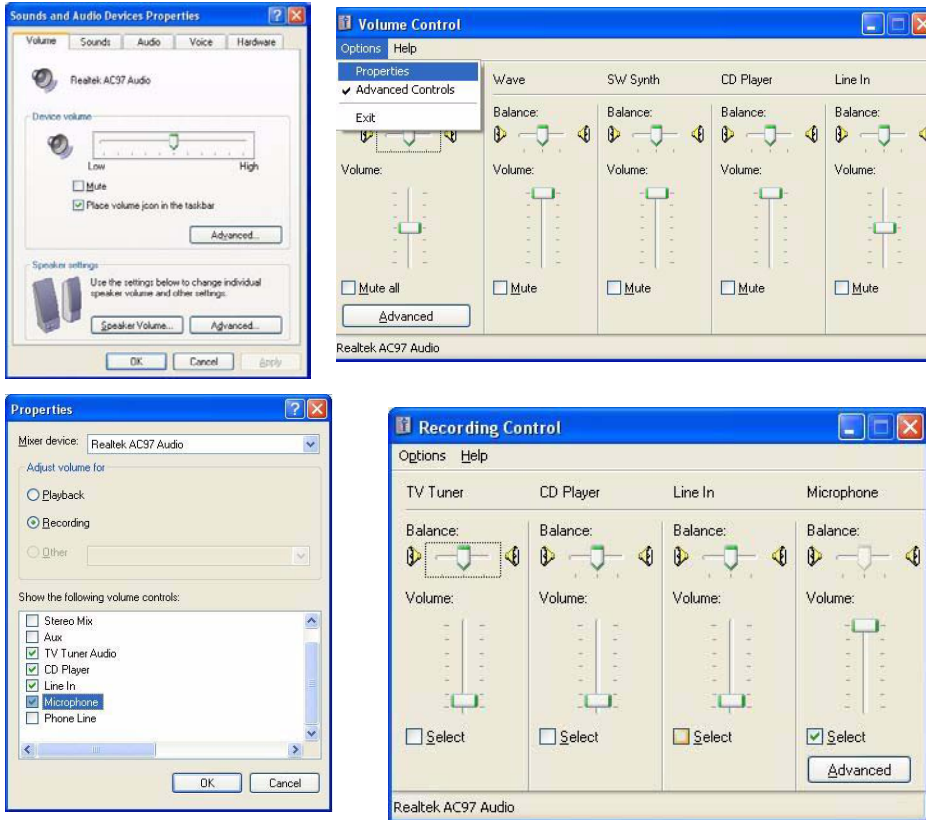 Sounds and Audio Devices Properties
Volume Sounds Audio Voice Hardware
Realtek AC97 Audio
Device volume
Low High
Mute
Place volume icon in the taskbar
Advanced...
Speaker settings
Use the settings below to change individual
speaker volume and other settings.
Speaker Volume... Advanced...
OK Cancel Apply
Volume Control
Options Help
Properties
Advanced Controls
Exit
Wave SW Synth CD Player Line In
Balance: Balance: Balance: Balance:
Volume: Volume: Volume: Volume: Volume:
Mute all Mute Mute Mute Mute
Advanced
Realtek AC97 Audio
Properties
Mixer device: Realtek AC97 Audio
Adjust volume for
Playback
Recording
Other
Show the following volume controls:
Stereo Mix
Aux
TV Tuner Audio
CD Player
Line In
Microphone
Phone Line
OK Cancel
Recording Control
Options Help
TV Tuner CD Player Line In Microphone
Balance: Balance: Balance: Balance:
Volume: Volume: Volume: Volume:
Select Select Select Select
Advanced
Realtek AC97 Audio